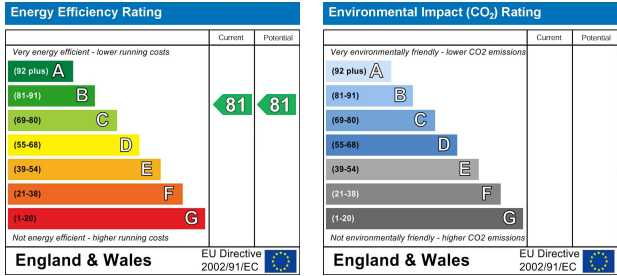 Energy Efficiency Rating
Current Potential
Very energy efficient - lower running costs
(92 plus) A
(81-91) B
81 81
(69-80) C
(55-68) D
(39-54) E
(21-38) F
(1-20) G
Not energy efficient - higher running costs
England & Wales
EU Directive
2002/91/EC
Environmental Impact (CO₂) Rating
Current Potential
Very environmentally friendly - lower CO2 emissions
(92 plus) A
(81-91) B
(69-80) C
(55-68) D
(39-54) E
(21-38) F
(1-20) G
Not environmentally friendly - higher CO2 emissions
England & Wales
EU Directive
2002/91/EC